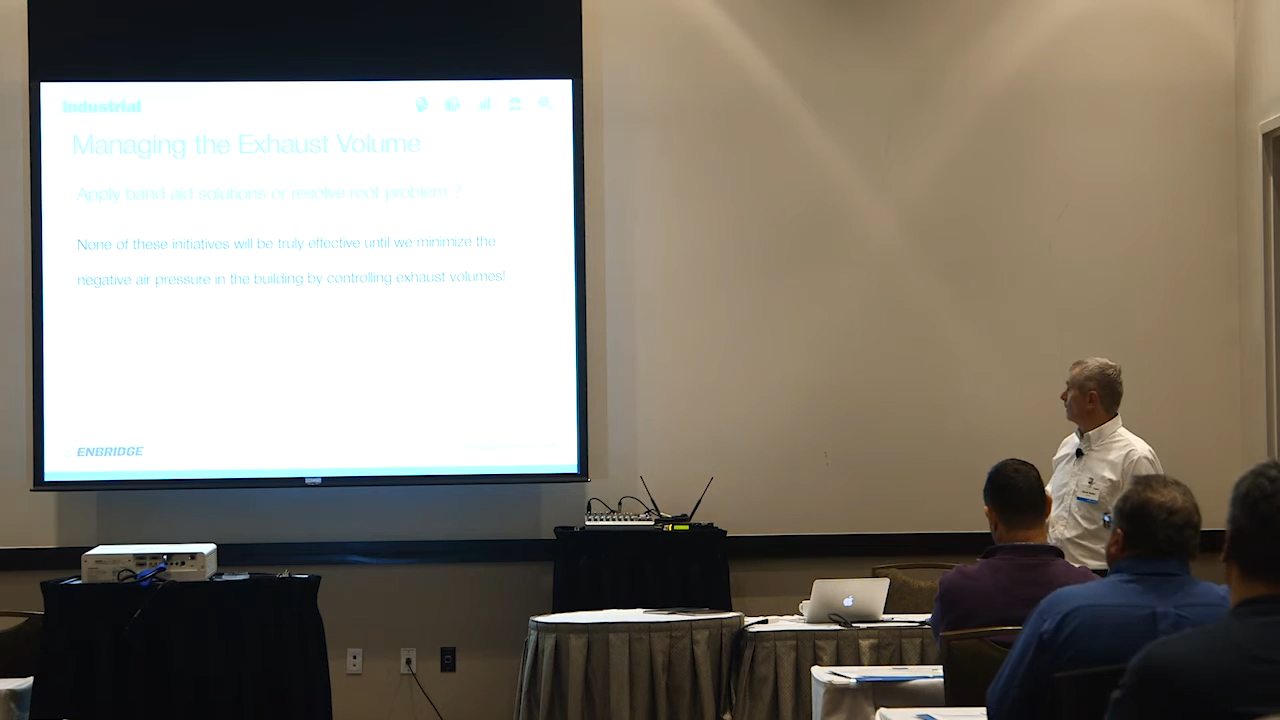 Industrial
Managing the Exhaust Volume
Apply band aid solutions or resolve root problem ?
None of these initiatives will be truly effective until we minimize the
negative air pressure in the building by controlling exhaust volumes!
ENBRIDGE